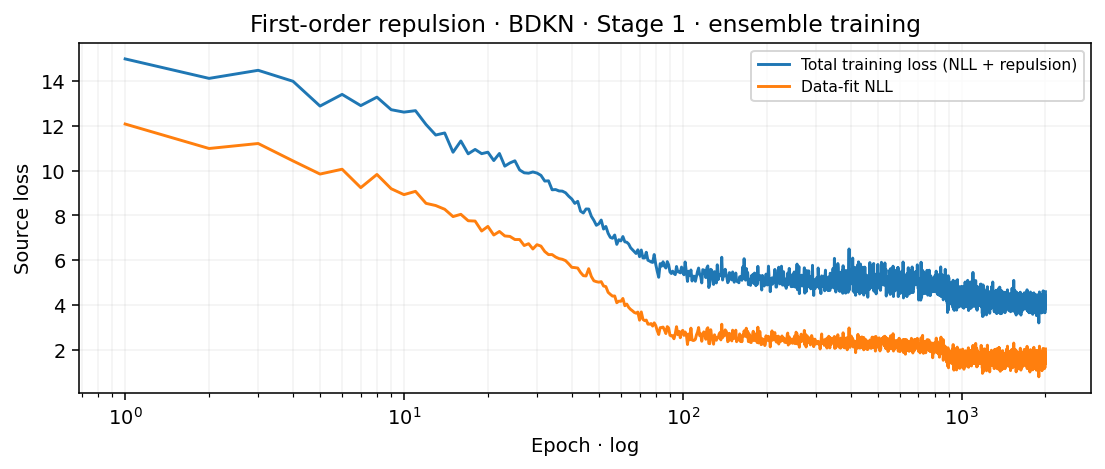 First-order repulsion · BDKN · Stage 1 · ensemble training
Total training loss (NLL + repulsion)
Data-fit NLL
Source loss
14
12
10
8
6
4
2
10⁰
10¹
10²
10³
Epoch · log